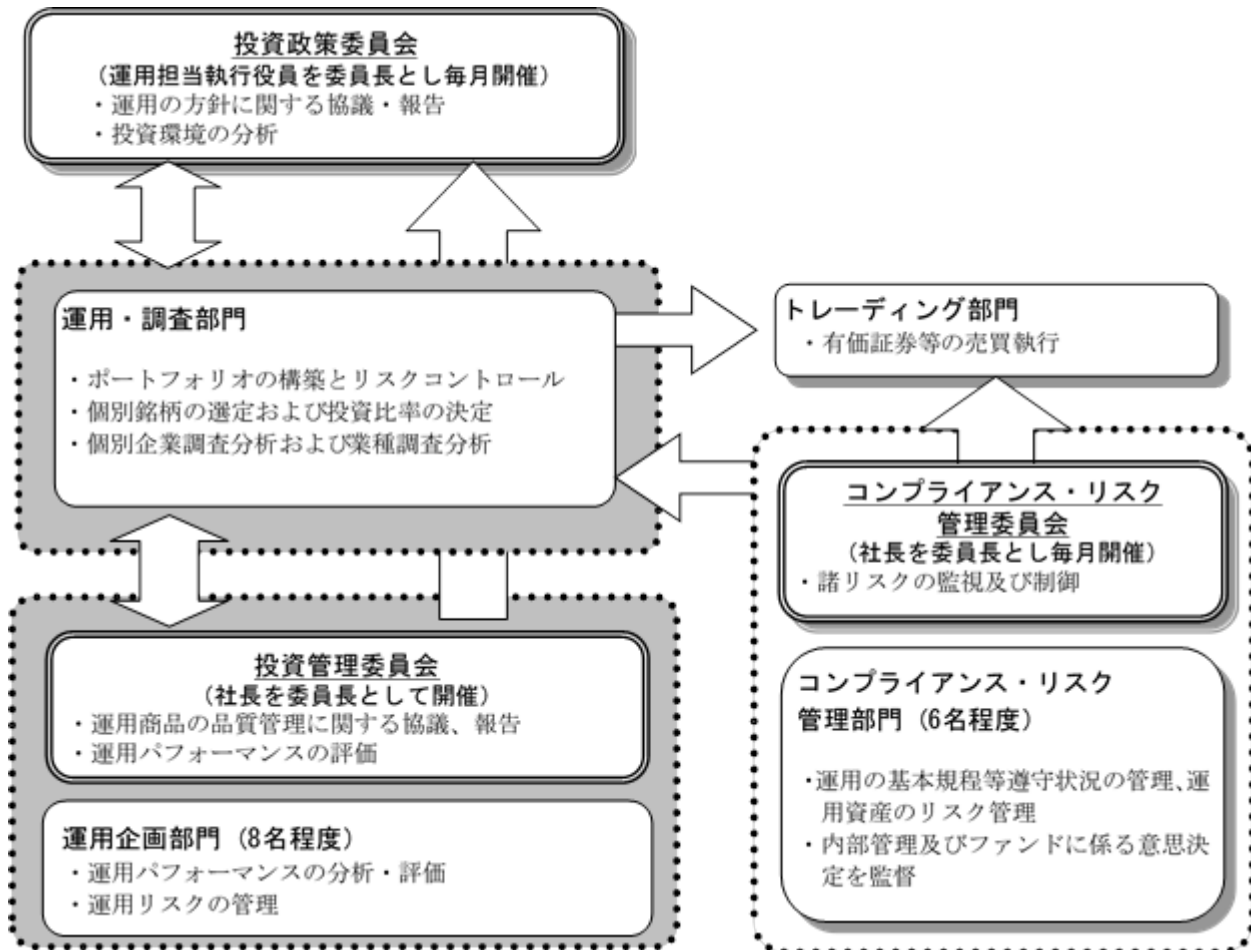 投資政策委員会
（運用担当執行役員を委員長とし毎月開催）
・運用の方針に関する協議・報告
・投資環境の分析
運用・調査部門
・ポートフォリオの構築とリスクコントロール
・個別銘柄の選定および投資比率の決定
・個別企業調査分析および業種調査分析
トレーディング部門
・有価証券等の売買執行
コンプライアンス・リスク
管理委員会
（社長を委員長とし毎月開催）
・諸リスクの監視及び制御
投資管理委員会
（社長を委員長として開催）
・運用商品の品質管理に関する協議、報告
・運用パフォーマンスの評価
運用企画部門（8名程度）
・運用パフォーマンスの分析・評価
・運用リスクの管理
コンプライアンス・リスク
管理部門（6名程度）
・運用の基本規程等遵守状況の管理、運
用資産のリスク管理
・内部管理及びファンドに係る意思決
定を監督